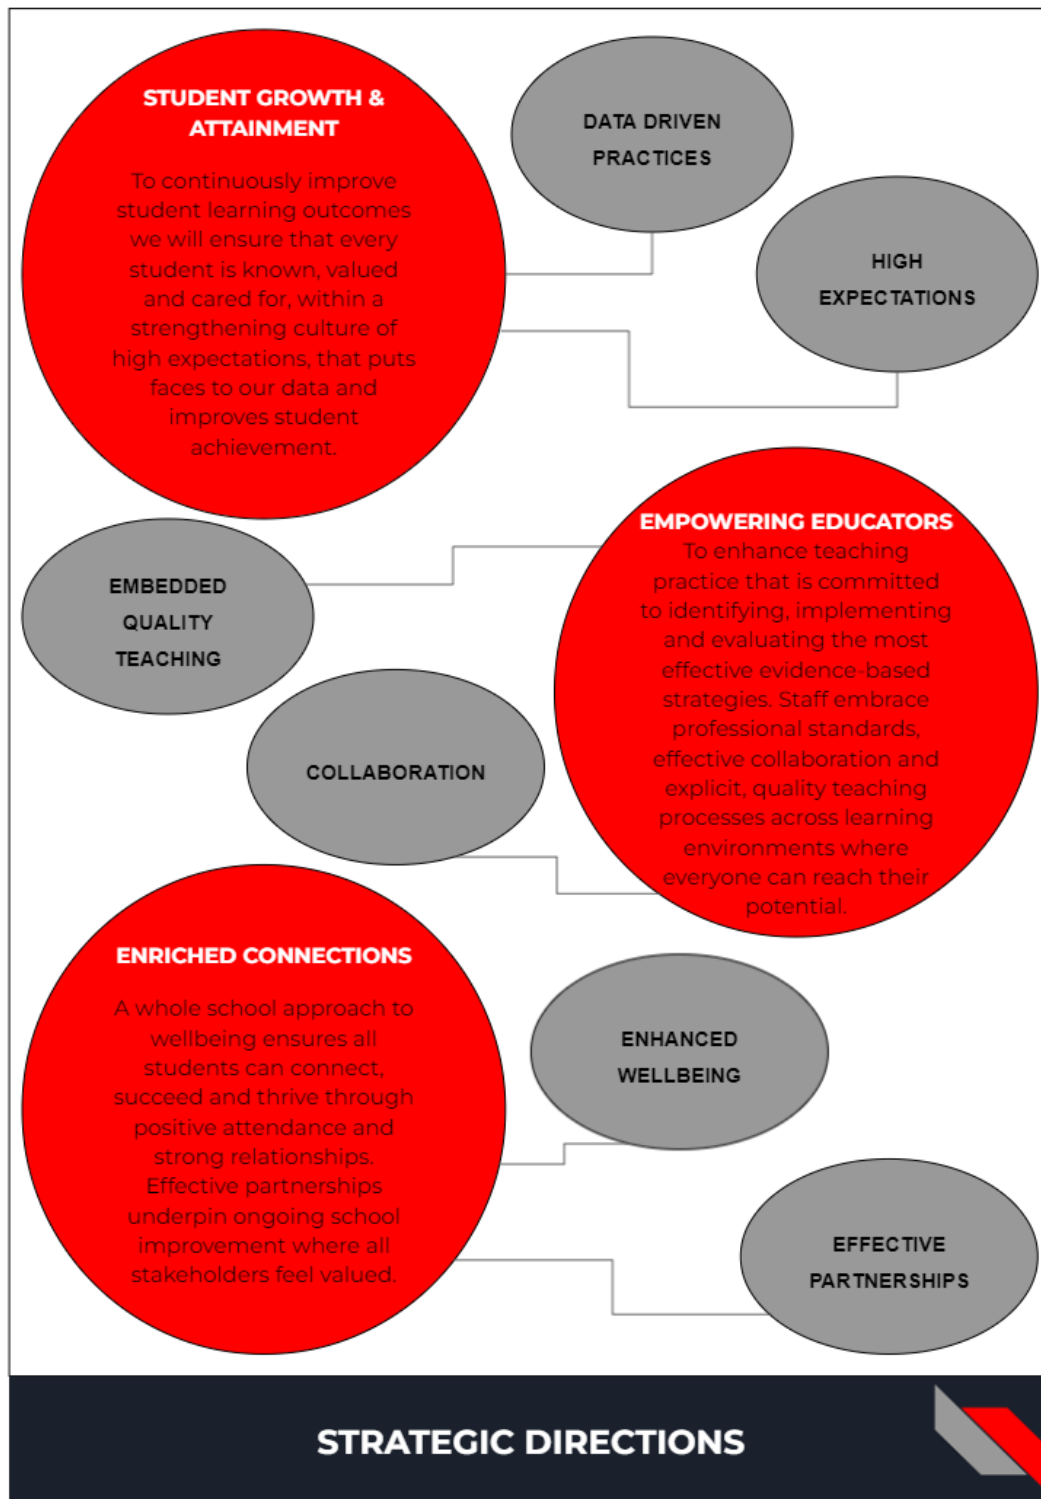 STUDENT GROWTH &
ATTAINMENT
To continuously improve
student learning outcomes
we will ensure that every
student is known, valued
and cared for, within a
strengthening culture of
high expectations, that puts
faces to our data and
improves student
achievement.
DATA DRIVEN
PRACTICES
HIGH
EXPECTATIONS
EMPOWERING EDUCATORS
To enhance teaching
practice that is committed
to identifying, implementing
and evaluating the most
effective evidence-based
strategies. Staff embrace
professional standards,
effective collaboration and
explicit, quality teaching
processes across learning
environments where
everyone can reach their
potential.
EMBEDDED
QUALITY
TEACHING
COLLABORATION
ENRICHED CONNECTIONS
A whole school approach to
wellbeing ensures all
students can connect,
succeed and thrive through
positive attendance and
strong relationships.
Effective partnerships
underpin ongoing school
improvement where all
stakeholders feel valued.
ENHANCED
WELLBEING
EFFECTIVE
PARTNERSHIPS
STRATEGIC DIRECTIONS